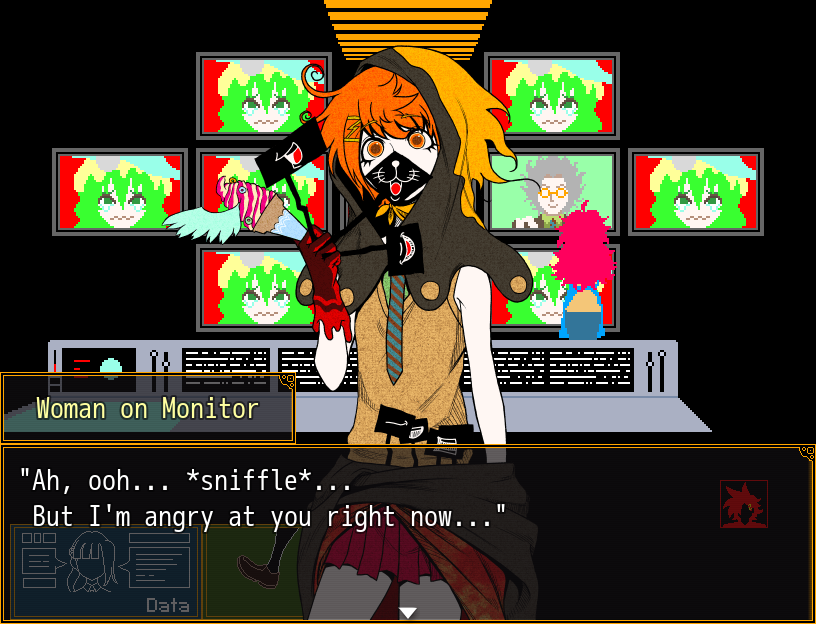 Woman on Monitor
"Ah, ooh... *sniffle*...
But I'm angry at you right now..."
Data